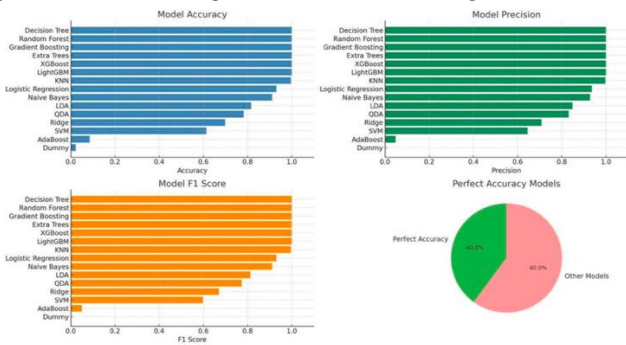 Model Accuracy
Decision Tree
Random Forest
Gradient Boosting
Extra Trees
XGBoost
LightGBM
KNN
Logistic Regression
Naive Bayes
LDA
QDA
Ridge
SVM
AdaBoost
Dummy
0.0 0.2 0.4 0.6 0.8 1.0
Accuracy
Model Precision
Decision Tree
Random Forest
Gradient Boosting
Extra Trees
XGBoost
LightGBM
KNN
Logistic Regression
Naive Bayes
LDA
QDA
Ridge
SVM
AdaBoost
Dummy
0.0 0.2 0.4 0.6 0.8 1.0
Precision
Model F1 Score
Decision Tree
Random Forest
Gradient Boosting
Extra Trees
XGBoost
LightGBM
KNN
Logistic Regression
Naive Bayes
LDA
QDA
Ridge
SVM
AdaBoost
Dummy
0.0 0.2 0.4 0.6 0.8 1.0
F1 Score
Perfect Accuracy Models
Perfect Accuracy
40.0%
60.0%
Other Models